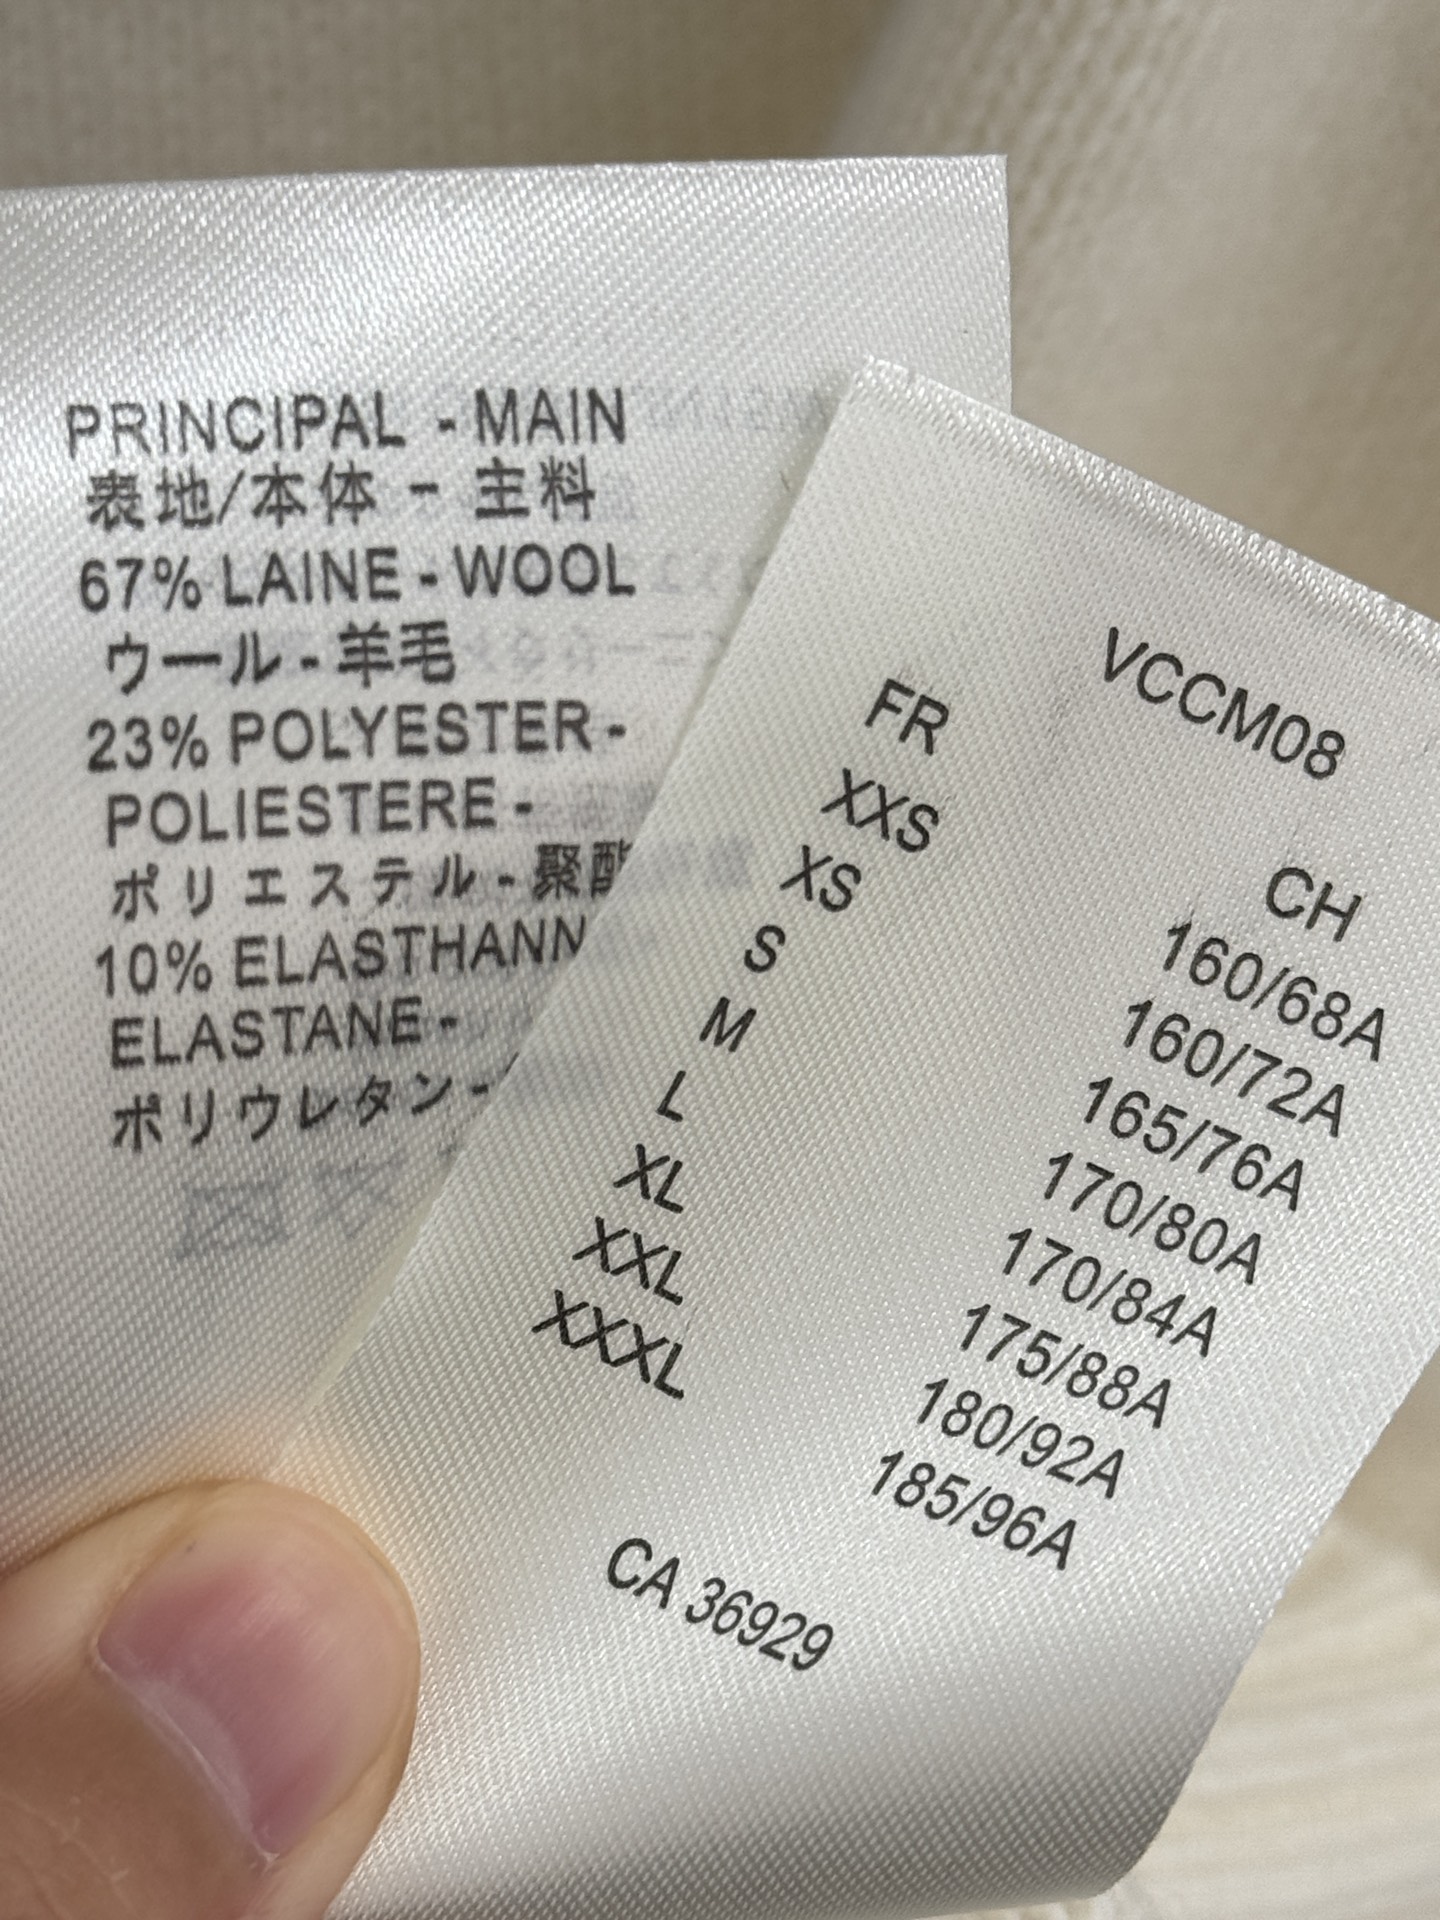 PRINCIPAL - MAIN
表地/本体 - 主料
67% LAINE - WOOL
ウール - 羊毛
23% POLYESTER -
POLIESTERE -
ポリエステル - 聚酯
10% ELASTHANN
ELASTANE -
ポリウレタン -
VCCM08
FR CH
XXS 160/68A
XS 160/72A
S 165/76A
M 170/80A
L 170/84A
XL 175/88A
XXL 180/92A
XXXL 185/96A
CA 36929